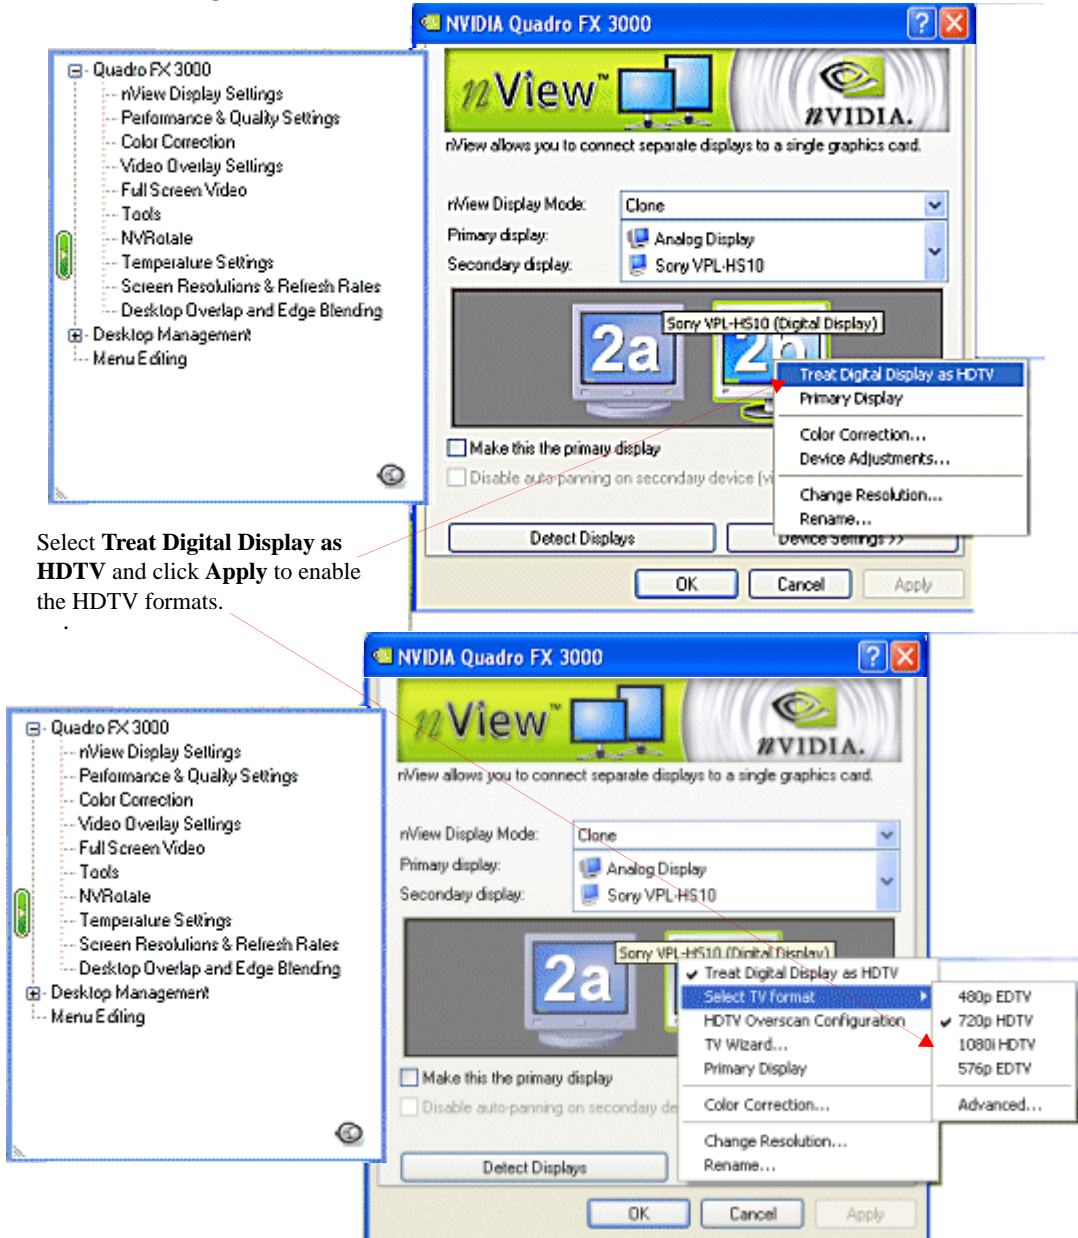 NVIDIA Quadro FX 3000
Quadro FX 3000
nView Display Settings
Performance & Quality Settings
Color Correction
Video Overlay Settings
Full Screen Video
Tools
NVRotate
Temperature Settings
Screen Resolutions & Refresh Rates
Desktop Overlap and Edge Blending
Desktop Management
Menu Editing
nView™
nVIDIA.
nView allows you to connect separate displays to a single graphics card.
nView Display Mode: Clone
Primary display: Analog Display
Secondary display: Sony VPL-HS10
Sony VPL-HS10 (Digital Display)
2a 2b
Treat Digital Display as HDTV
Primary Display
Color Correction...
Device Adjustments...
Change Resolution...
Rename...
Make this the primary display
Disable auto-panning on secondary device (vi
Detect Displays Device Settings >>
OK Cancel Apply
Select Treat Digital Display as
HDTV and click Apply to enable
the HDTV formats.
.
NVIDIA Quadro FX 3000
Quadro FX 3000
nView Display Settings
Performance & Quality Settings
Color Correction
Video Overlay Settings
Full Screen Video
Tools
NVRotate
Temperature Settings
Screen Resolutions & Refresh Rates
Desktop Overlap and Edge Blending
Desktop Management
Menu Editing
nView™
nVIDIA.
nView allows you to connect separate displays to a single graphics card.
nView Display Mode: Clone
Primary display: Analog Display
Secondary display: Sony VPL-HS10
Sony VPL-HS10 (Digital Display)
2a
Treat Digital Display as HDTV
Select TV format
HDTV Overscan Configuration
TV Wizard...
Primary Display
Color Correction...
Change Resolution...
Rename...
480p EDTV
720p HDTV
1080i HDTV
576p EDTV
Advanced...
Make this the primary display
Disable auto-panning on secondary de
Detect Displays
OK Cancel Apply